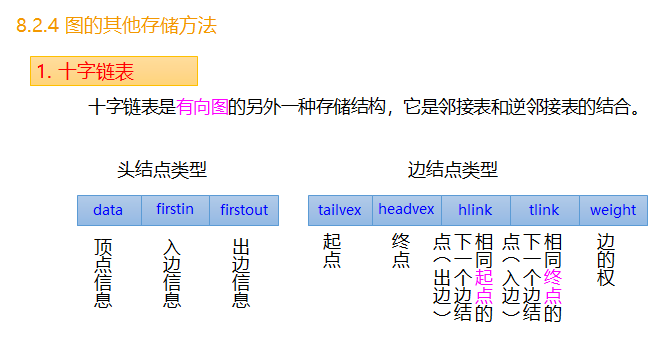 8.2.4 图的其他存储方法
1. 十字链表
十字链表是有向图的另外一种存储结构，它是邻接表和逆邻接表的结合。
头结点类型
边结点类型
data firstin firstout
tailvex headvex hlink tlink weight
顶点信息
入边信息
出边信息
起点
终点
相同起点的
下一个边结
点（出边）
相同终点的
下一个边结
点（入边）
边的权